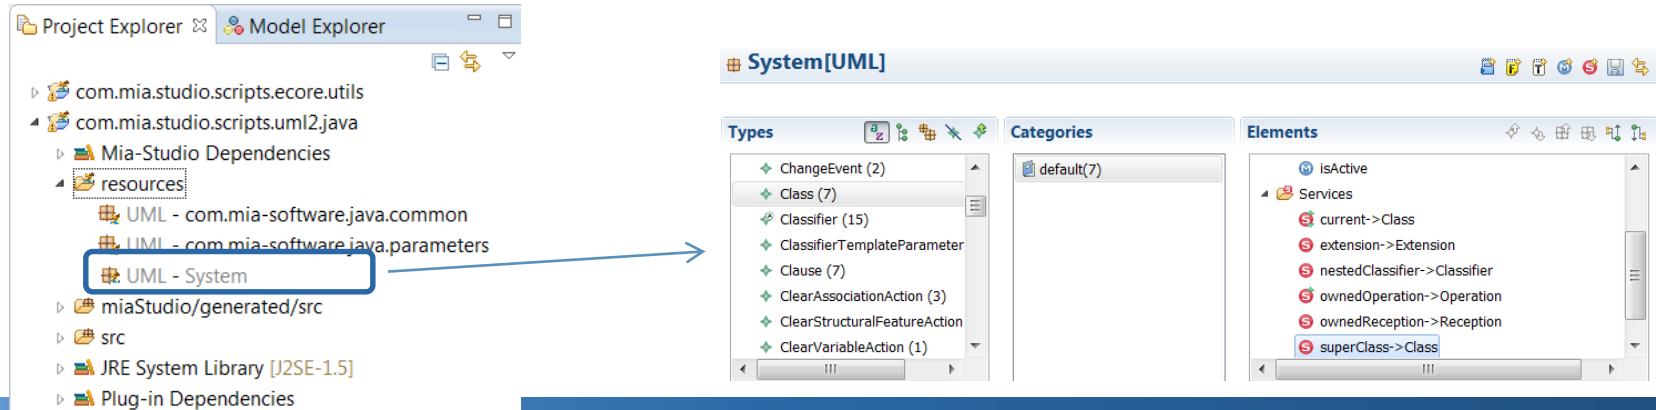 Project Explorer Model Explorer
com.mia.studio.scripts.ecore.utils
com.mia.studio.scripts.uml2.java
Mia-Studio Dependencies
resources
UML - com.mia-software.java.common
UML - com.mia-software.java.parameters
UML - System
miaStudio/generated/src
src
JRE System Library [J2SE-1.5]
Plug-in Dependencies
System[UML]
Types
ChangeEvent (2)
Class (7)
Classifier (15)
ClassifierTemplateParameter
Clause (7)
ClearAssociationAction (3)
ClearStructuralFeatureAction
ClearVariableAction (1)
Categories
default(7)
Elements
isActive
Services
current->Class
extension->Extension
nestedClassifier->Classifier
ownedOperation->Operation
ownedReception->Reception
superClass->Class